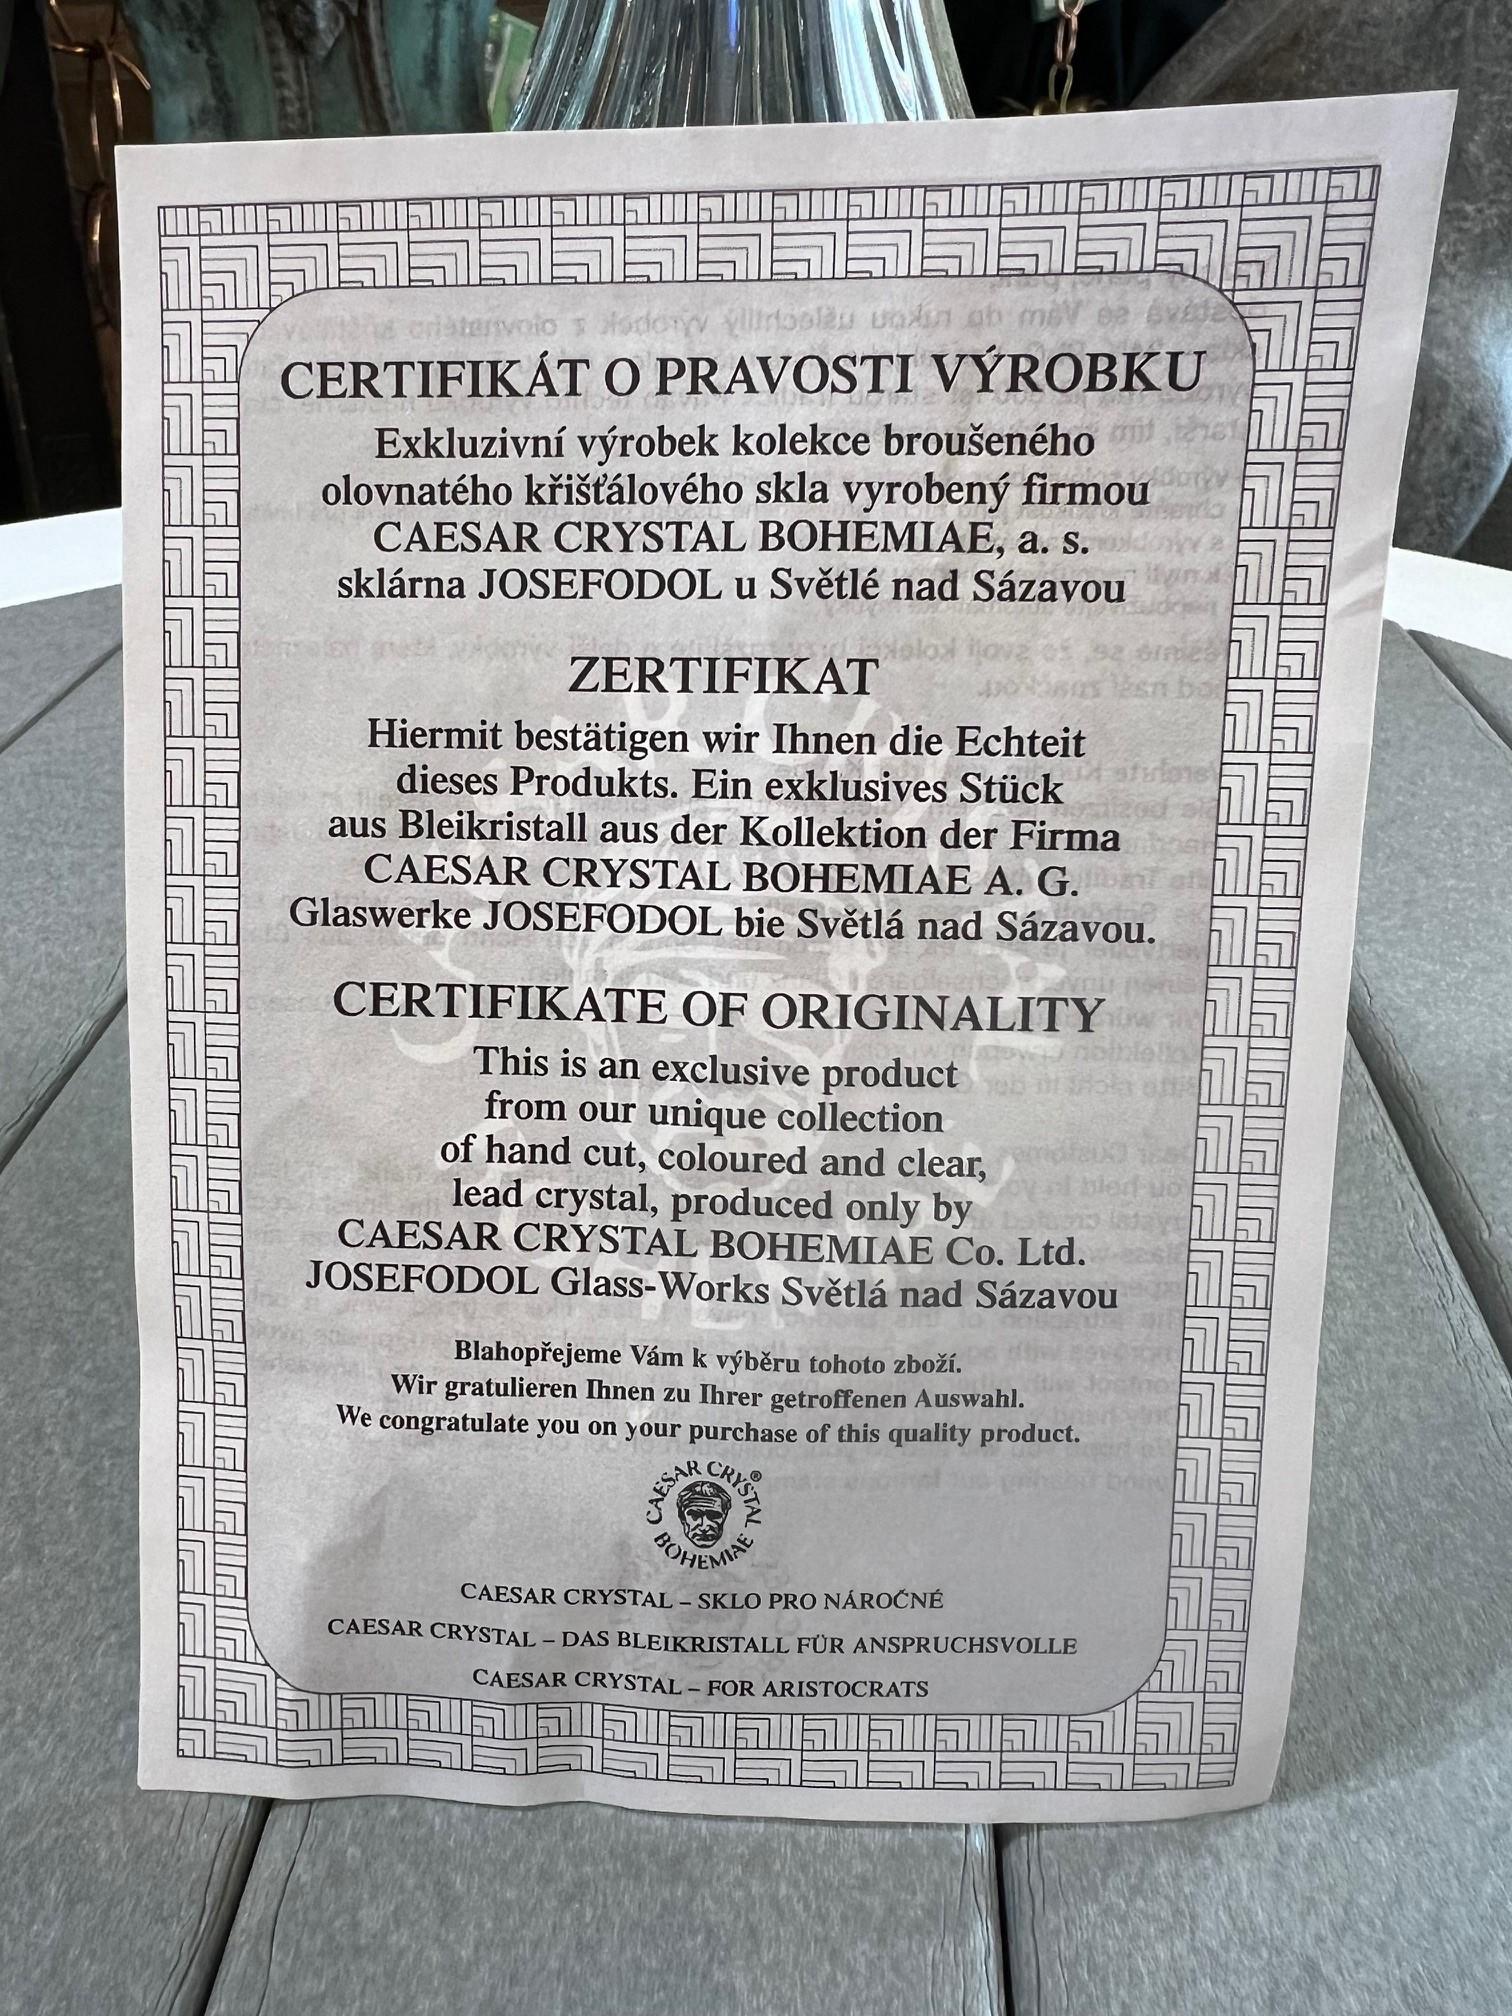 CERTIFIKÁT O PRAVOSTI VÝROBKU
Exkluzivní výrobek kolekce broušeného
olovnatého křišťálového skla vyrobený firmou
CAESAR CRYSTAL BOHEMIAE, a. s.
sklárna JOSEFODOL u Světlé nad Sázavou
ZERTIFIKAT
Hiermit bestätigen wir Ihnen die Echteit
dieses Produkts. Ein exklusives Stück
aus Bleikristall aus der Kollektion der Firma
CAESAR CRYSTAL BOHEMIAE A. G.
Glaswerke JOSEFODOL bie Světlá nad Sázavou.
CERTIFIKATE OF ORIGINALITY
This is an exclusive product
from our unique collection
of hand cut, coloured and clear,
lead crystal, produced only by
CAESAR CRYSTAL BOHEMIAE Co. Ltd.
JOSEFODOL Glass-Works Světlá nad Sázavou
Blahopřejeme Vám k výběru tohoto zboží.
Wir gratulieren Ihnen zu Ihrer getroffenen Auswahl.
We congratulate you on your purchase of this quality product.
CAESAR CRYSTAL ®
BOHEMIAE
CAESAR CRYSTAL – SKLO PRO NÁROČNÉ
CAESAR CRYSTAL – DAS BLEIKRISTALL FÜR ANSPRUCHSVOLLE
CAESAR CRYSTAL – FOR ARISTOCRATS